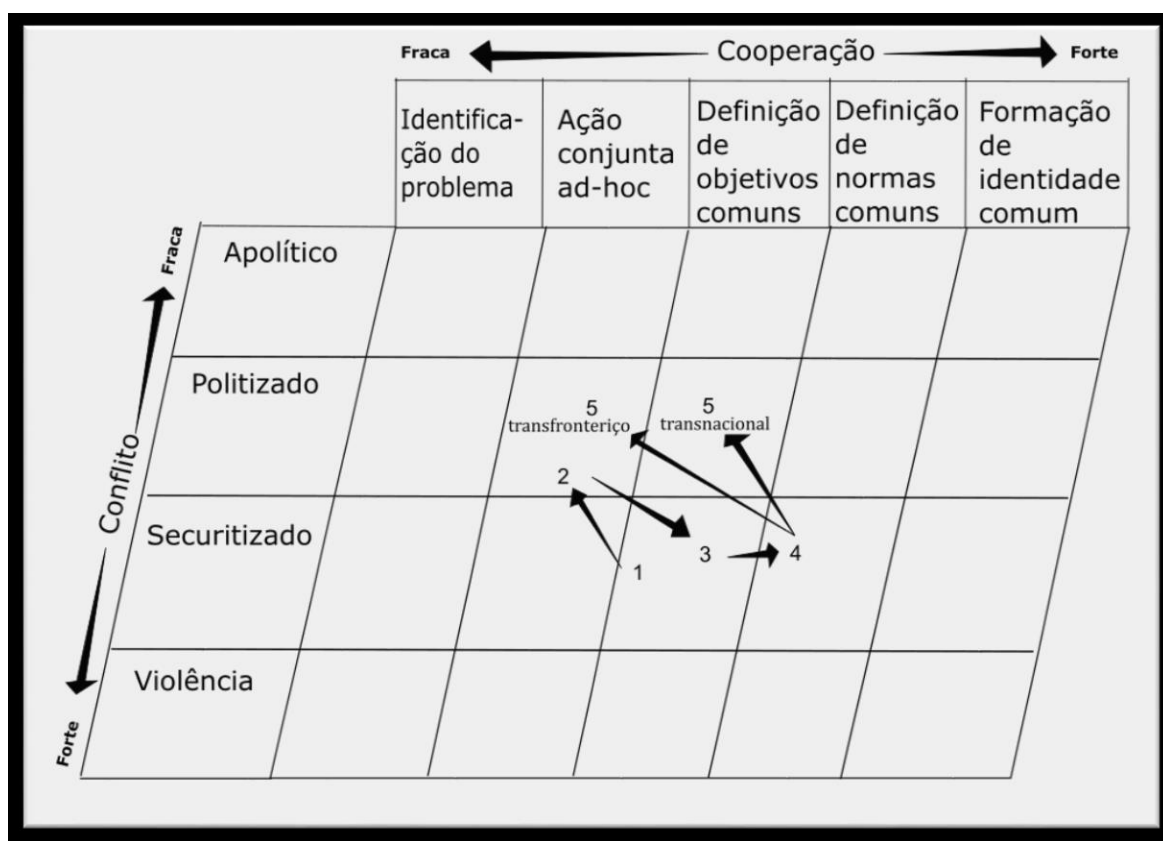 Fraca
Cooperação
Forte
Identifica-
ção do
problema
Ação
conjunta
ad-hoc
Definição
de
objetivos
comuns
Definição
de
normas
comuns
Formação
de
identidade
comum
Fraca
Conflito
Forte
Apolítico
Politizado
5
transfronteriço
5
transnacional
2
Securitizado
3
4
1
Violência